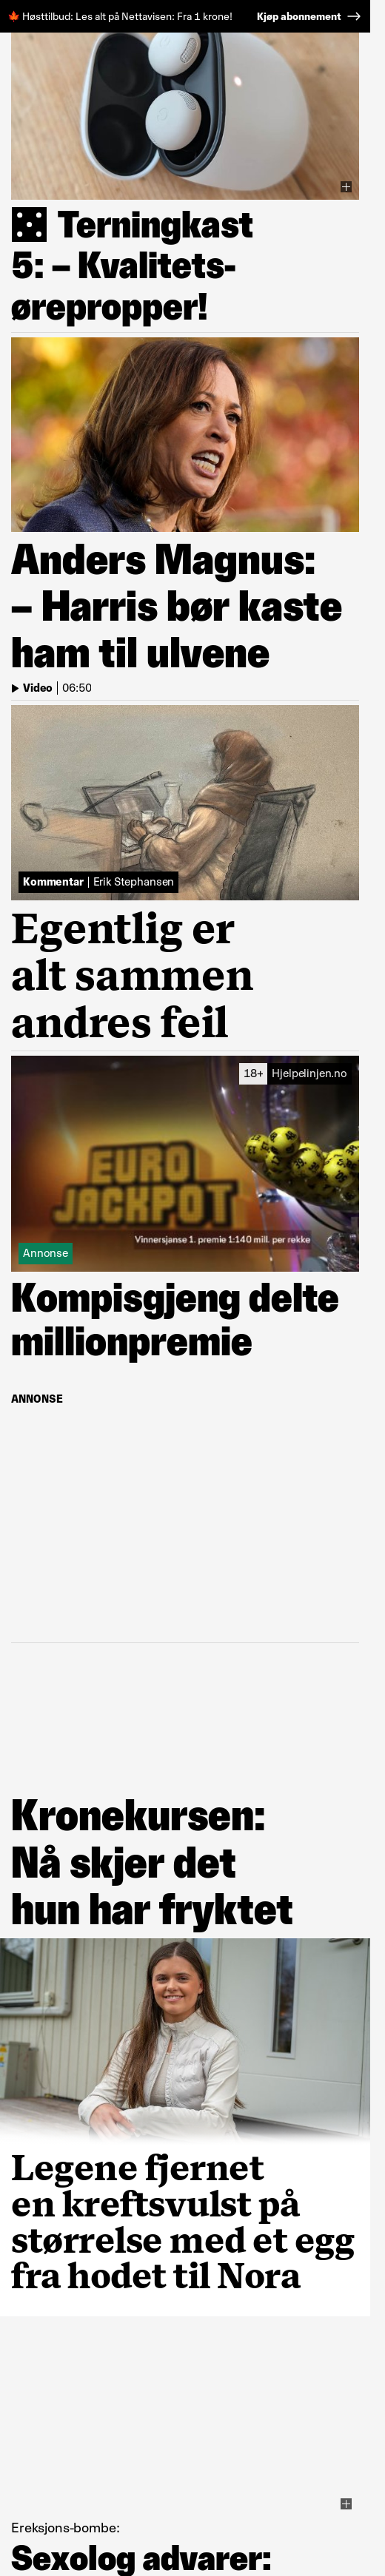 🍁 Høsttilbud: Les alt på Nettavisen: Fra 1 krone! Kjøp abonnement →
Terningkast
5: – Kvalitets-
ørepropper!
Anders Magnus:
– Harris bør kaste
ham til ulvene
Video | 06:50
Kommentar | Erik Stephansen
Egentlig er
alt sammen
andres feil
18+ Hjelpelinjen.no
EURO
JACKPOT
Vinnersjanse 1. premie 1:140 mill. per rekke
Annonse
Kompisgjeng delte
millionpremie
ANNONSE
Kronekursen:
Nå skjer det
hun har fryktet
Legene fjernet
en kreftsvulst på
størrelse med et egg
fra hodet til Nora
Ereksjons-bombe:
Sexolog advarer: